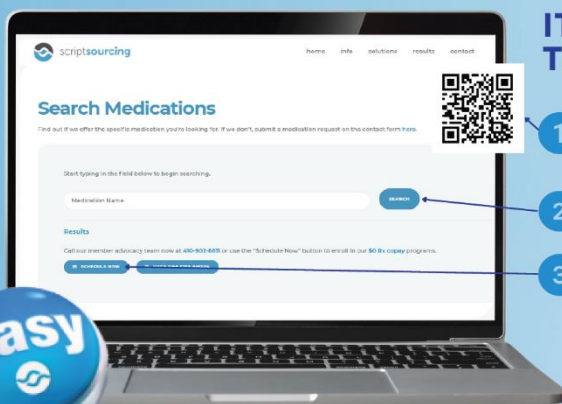 IT
T
scriptsourcing
home info solutions results contact
Search Medications
Find out if we offer the specific medication you're looking for. If we don't, submit a medication request on the contact form here.
1
Start typing in the field below to begin searching.
Medication Name
SEARCH
2
Results
Call our member advocacy team now at or use the "Schedule Now" button to enroll in our $0 Rx copay programs.
SCHEDULE NOW
3
asy